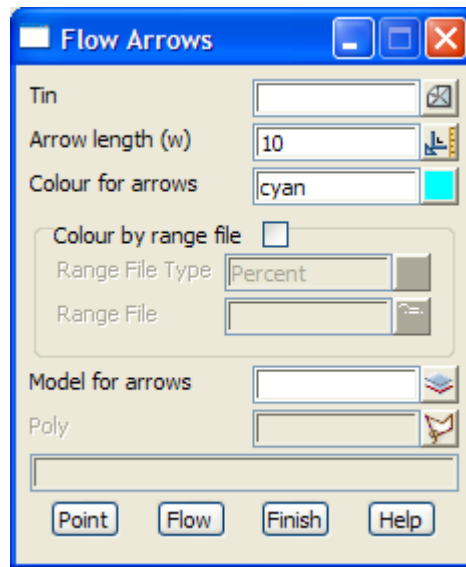 Flow Arrows
Tin
Arrow length (w) 10
Colour for arrows cyan
Colour by range file
Range File Type Percent
Range File
Model for arrows
Poly
Point Flow Finish Help